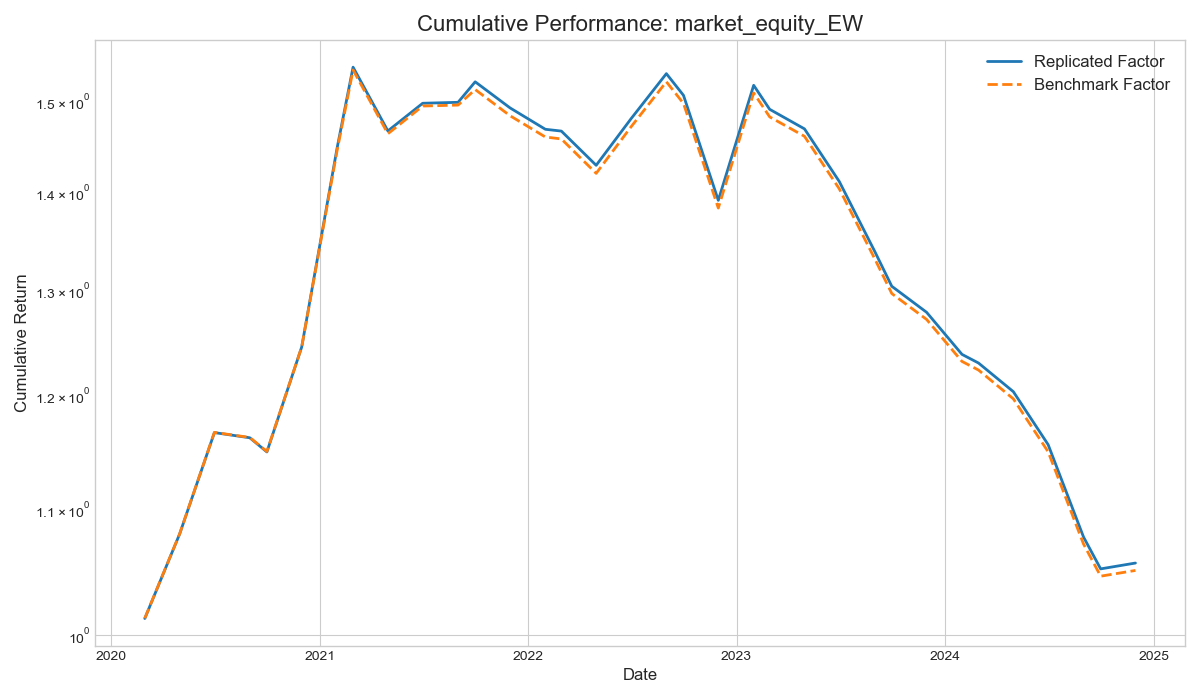 Cumulative Performance: market_equity_EW
Replicated Factor
Benchmark Factor
Cumulative Return
1.5 × 10⁰
1.4 × 10⁰
1.3 × 10⁰
1.2 × 10⁰
1.1 × 10⁰
10⁰
2020 2021 2022 2023 2024 2025
Date